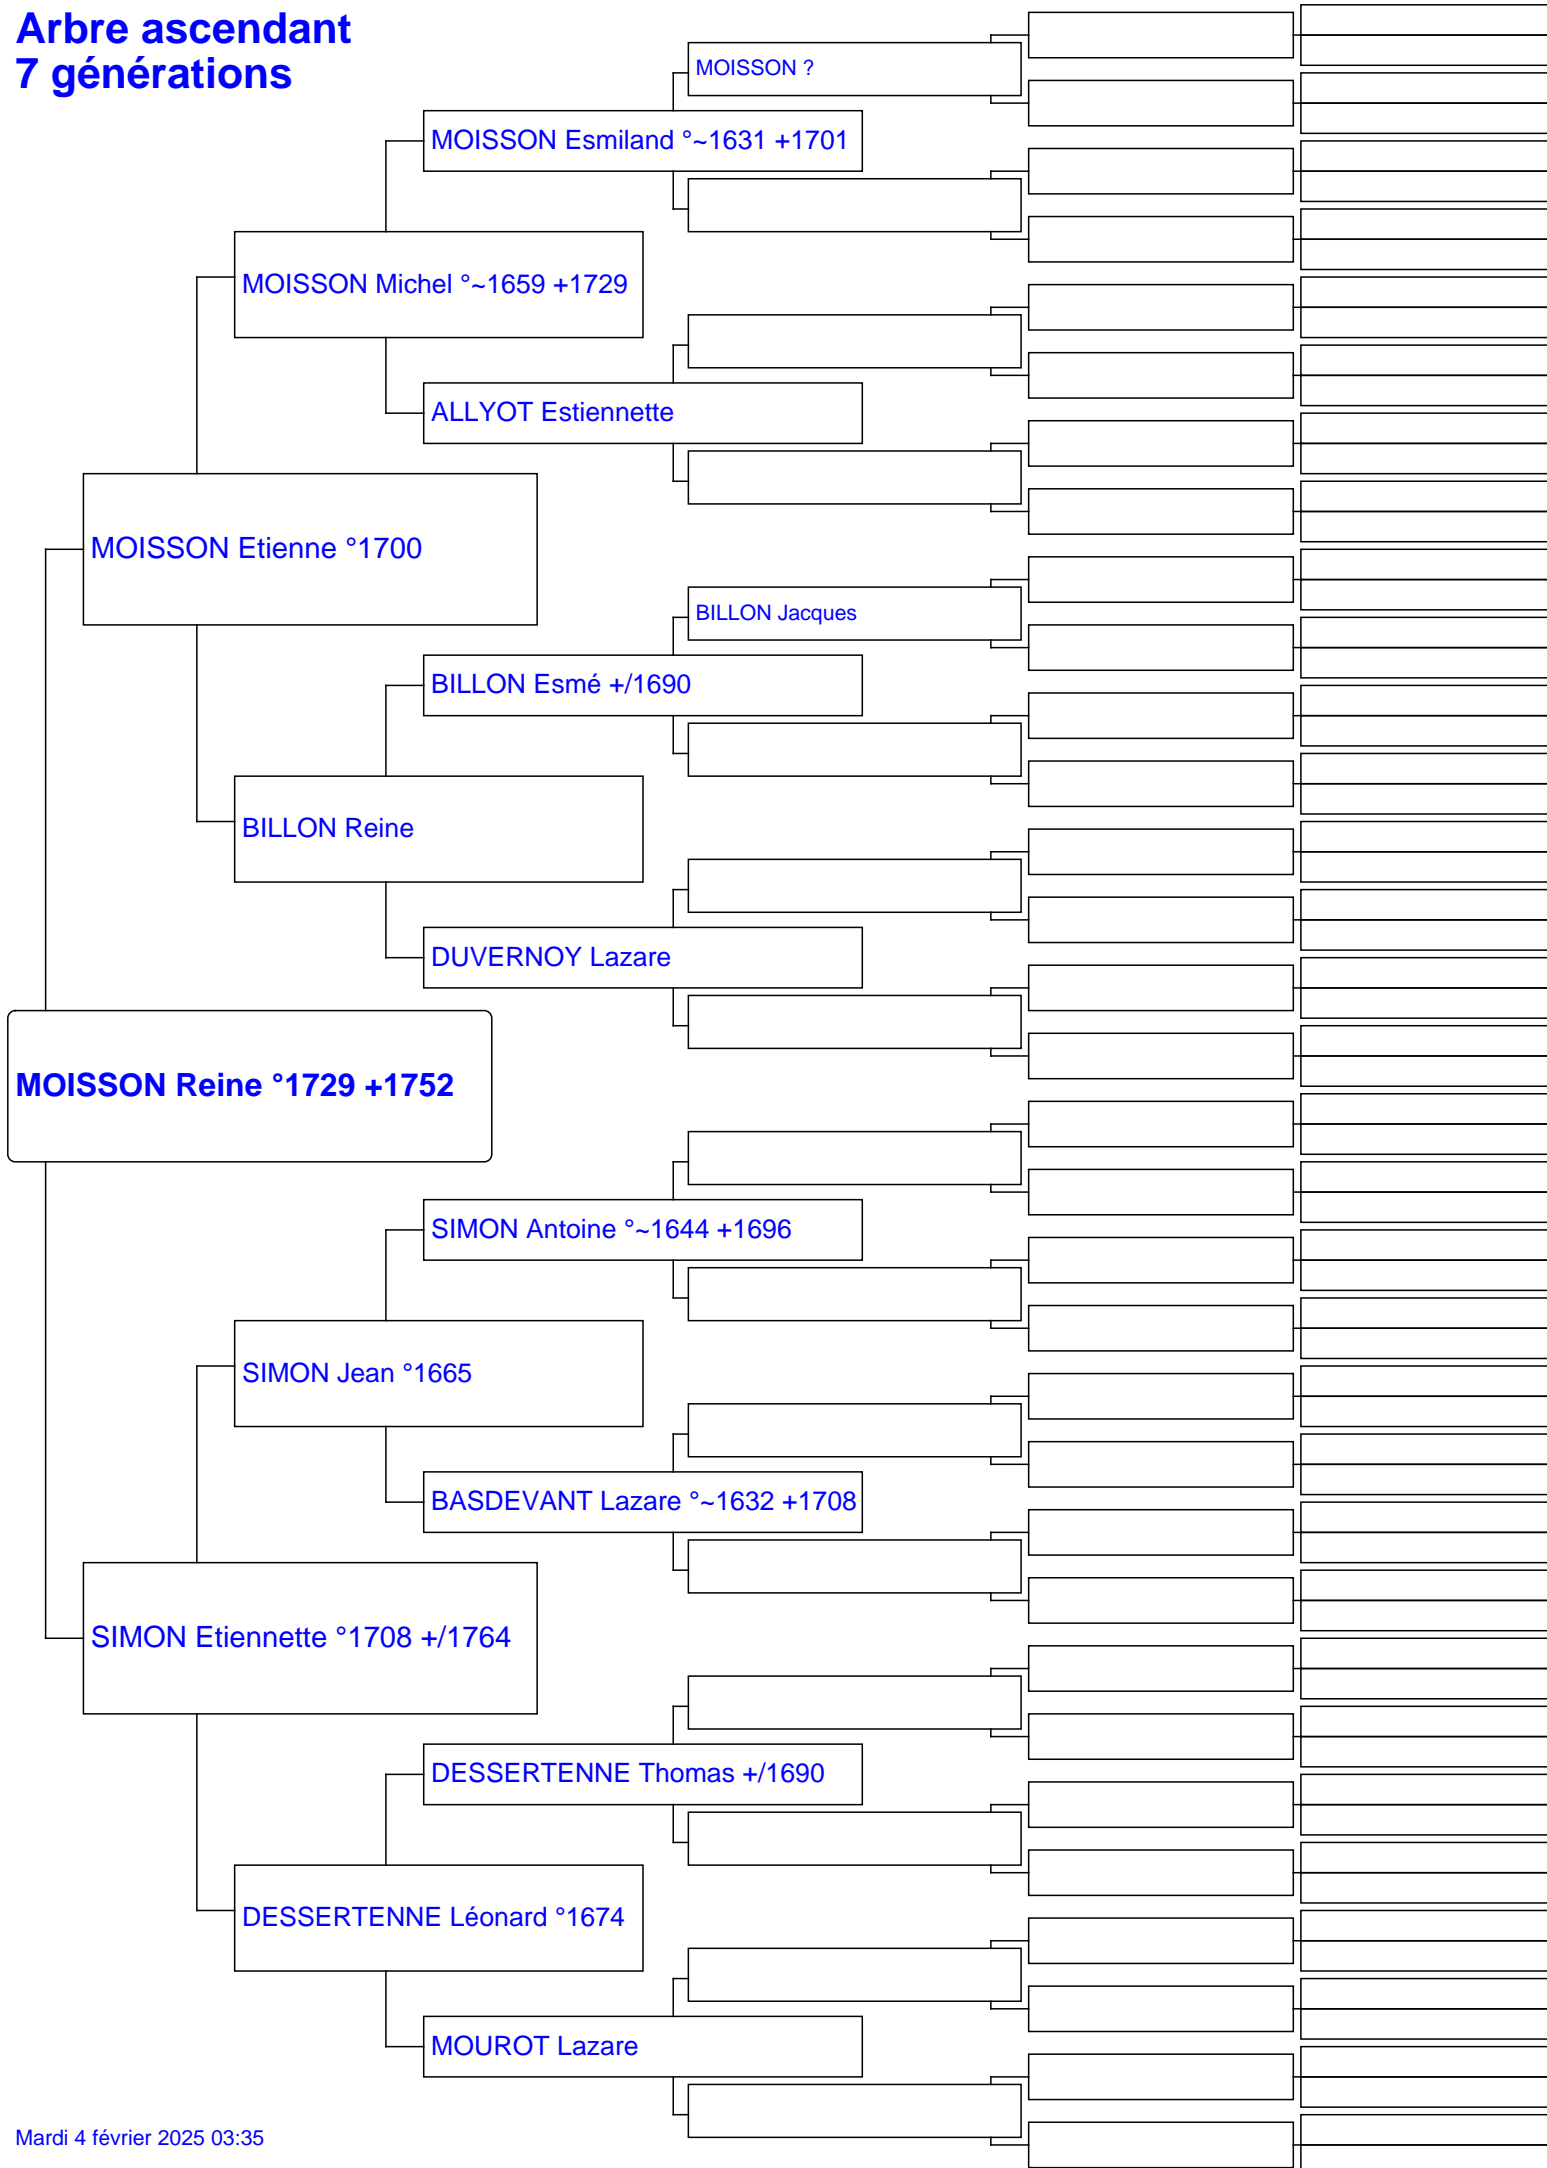 Arbre ascendant
7 générations
MOISSON ?
MOISSON Esmiland °~1631 +1701
MOISSON Michel °~1659 +1729
ALLYOT Estiennette
MOISSON Etienne °1700
BILLON Jacques
BILLON Esmé +/1690
BILLON Reine
DUVERNOY Lazare
MOISSON Reine °1729 +1752
SIMON Antoine °~1644 +1696
SIMON Jean °1665
BASDEVANT Lazare °~1632 +1708
SIMON Etiennette °1708 +/1764
DESSERTENNE Thomas +/1690
DESSERTENNE Léonard °1674
MOUROT Lazare
Mardi 4 février 2025 03:35